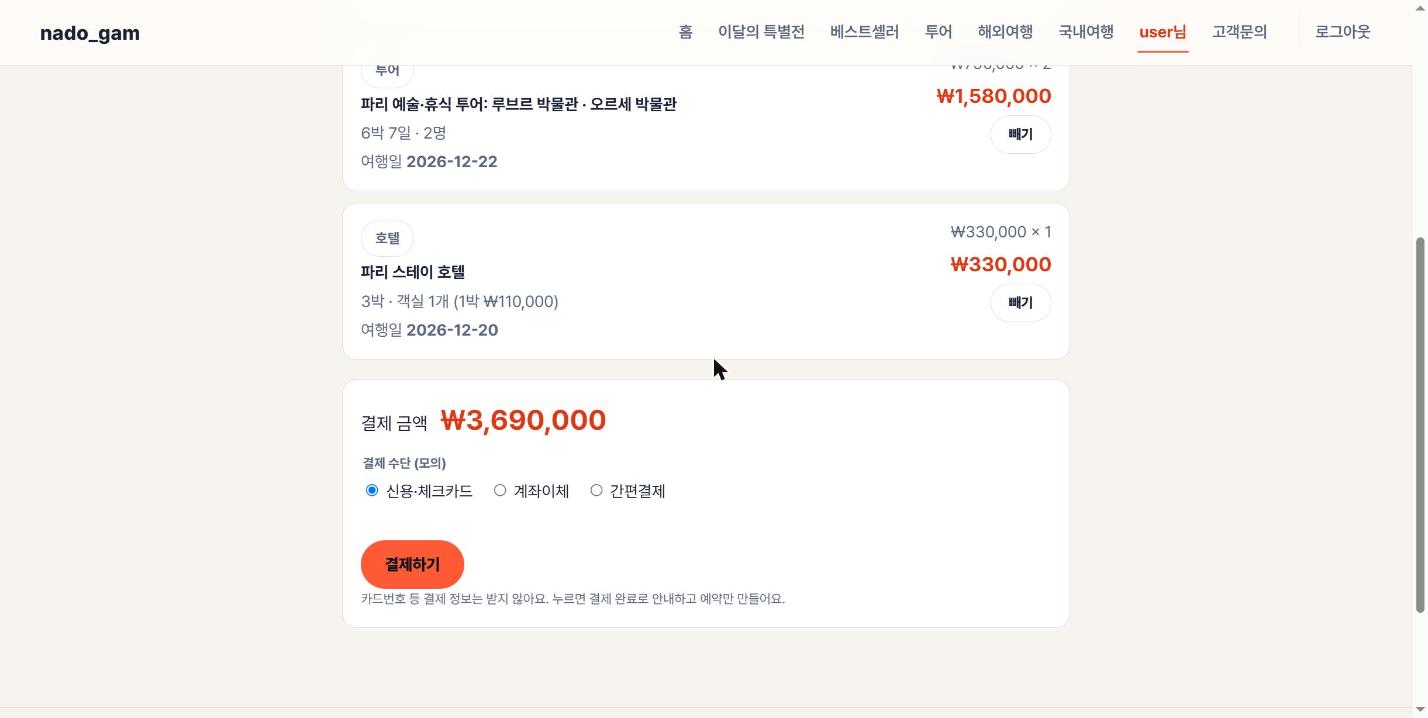 nado_gam
홈 이달의 특별전 베스트셀러 투어 해외여행 국내여행 user님 고객문의 로그아웃
투어
파리 예술·휴식 투어: 루브르 박물관 · 오르세 박물관
₩1,580,000
6박 7일 · 2명
빼기
여행일 2026-12-22
호텔
₩330,000 × 1
파리 스테이 호텔
₩330,000
3박 · 객실 1개 (1박 ₩110,000)
빼기
여행일 2026-12-20
결제 금액 ₩3,690,000
결제 수단 (모의)
신용·체크카드 계좌이체 간편결제
결제하기
카드번호 등 결제 정보는 받지 않아요. 누르면 결제 완료로 안내하고 예약만 만들어요.